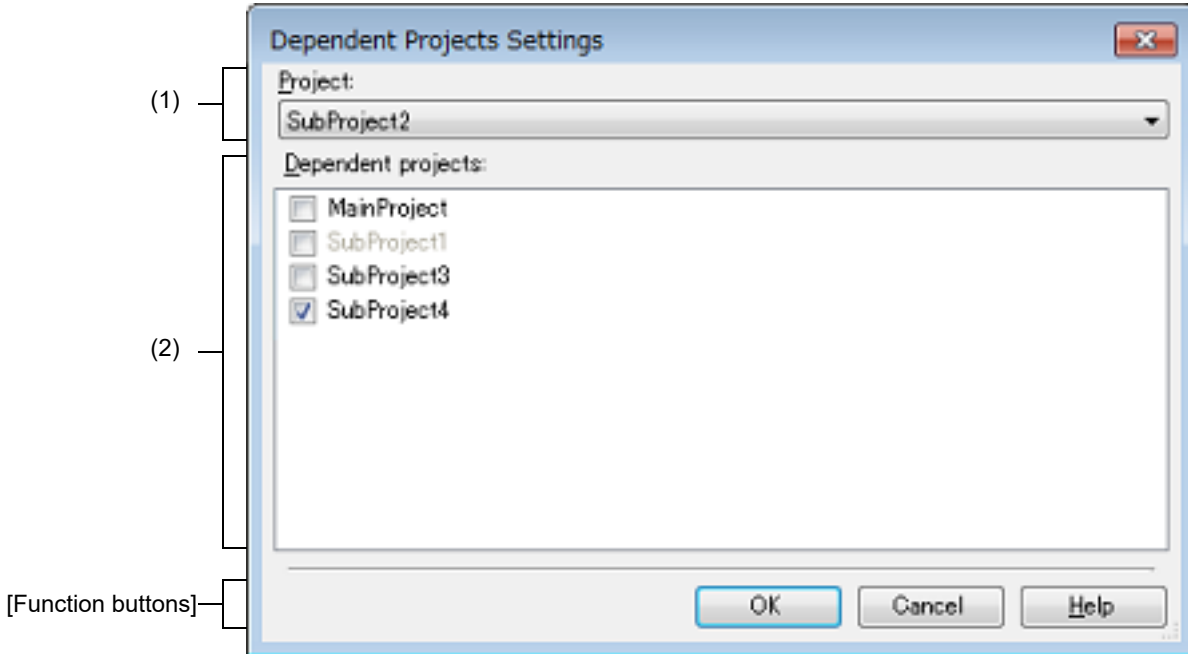 Dependent Projects Settings
Project:
(1)
SubProject2
Dependent projects:
MainProject
SubProject1
SubProject3
SubProject4
(2)
[Function buttons]
OK Cancel Help